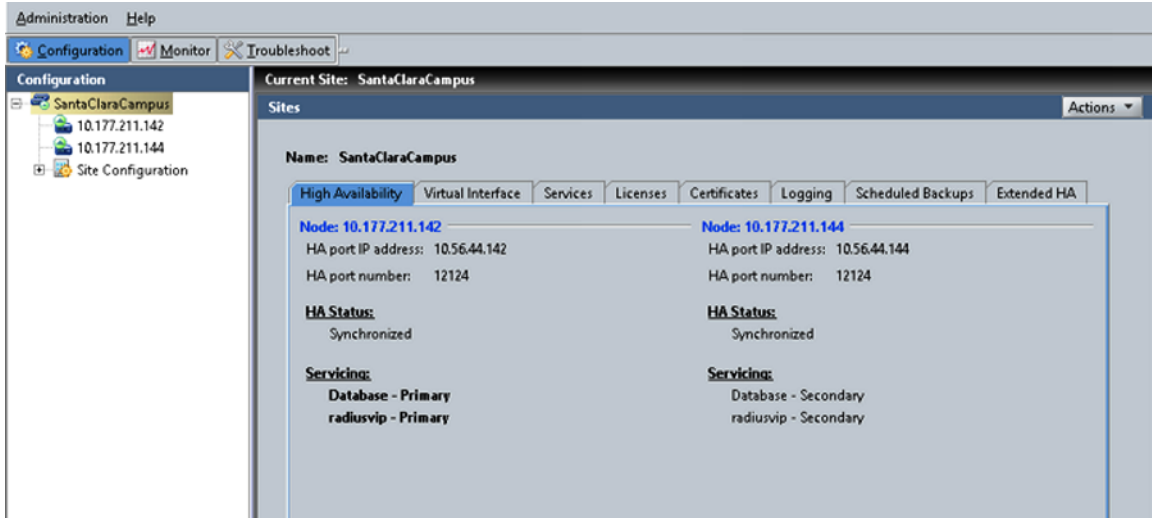 Administration Help
Configuration Monitor Troubleshoot
Configuration
SantaClaraCampus
10.177.211.142
10.177.211.144
Site Configuration
Current Site: SantaClaraCampus
Sites Actions
Name: SantaClaraCampus
High Availability Virtual Interface Services Licenses Certificates Logging Scheduled Backups Extended HA
Node: 10.177.211.142
HA port IP address: 10.56.44.142
HA port number: 12124
HA Status:
Synchronized
Servicing:
Database - Primary
radiusvip - Primary
Node: 10.177.211.144
HA port IP address: 10.56.44.144
HA port number: 12124
HA Status:
Synchronized
Servicing:
Database - Secondary
radiusvip - Secondary